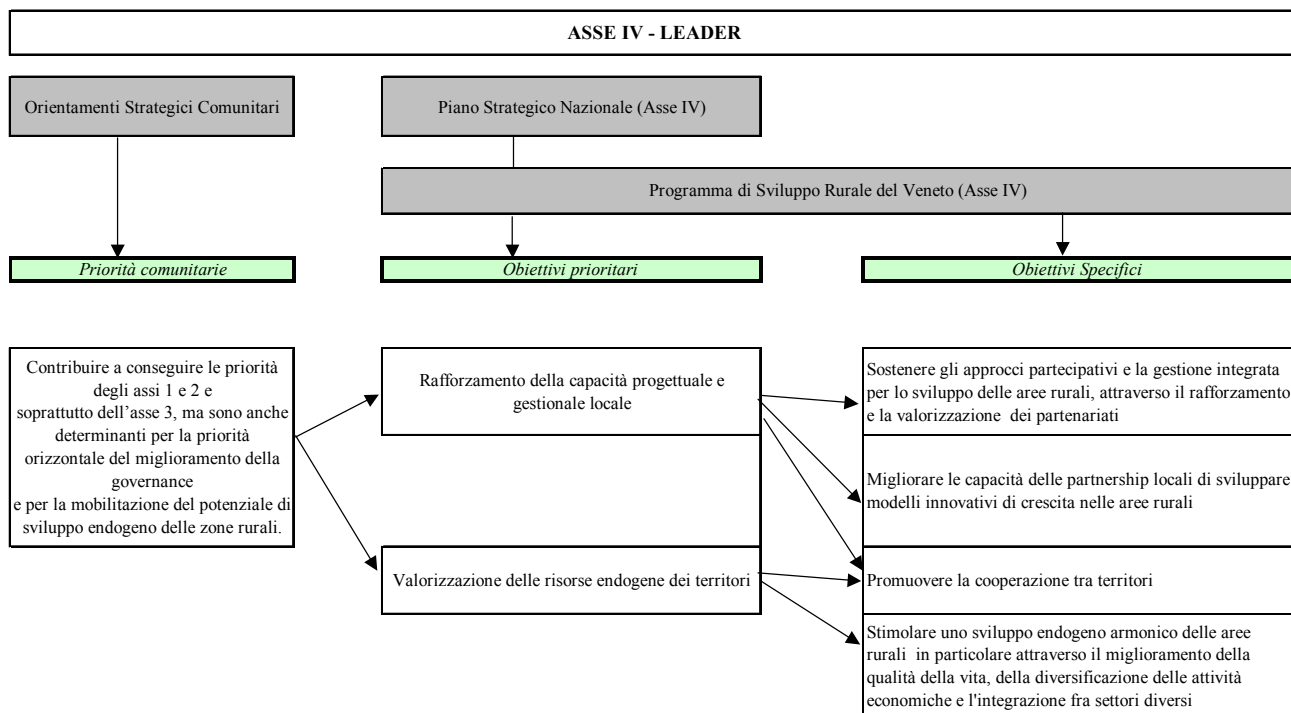 ASSE IV - LEADER
Orientamenti Strategici Comunitari
Piano Strategico Nazionale (Asse IV)
Programma di Sviluppo Rurale del Veneto (Asse IV)
Priorità comunitarie
Obiettivi prioritari
Obiettivi Specifici
Contribuire a conseguire le priorità
degli assi 1 e 2 e
soprattutto dell'asse 3, ma sono anche
determinanti per la priorità
orizzontale del miglioramento della
governance
e per la mobilitazione del potenziale di
sviluppo endogeno delle zone rurali.
Rafforzamento della capacità progettuale e
gestionale locale
Valorizzazione delle risorse endogene dei territori
Sostenere gli approcci partecipativi e la gestione integrata
per lo sviluppo delle aree rurali, attraverso il rafforzamento
e la valorizzazione dei partenariati
Migliorare le capacità delle partnership locali di sviluppare
modelli innovativi di crescita nelle aree rurali
Promuovere la cooperazione tra territori
Stimolare uno sviluppo endogeno armonico delle aree
rurali in particolare attraverso il miglioramento della
qualità della vita, della diversificazione delle attività
economiche e l'integrazione fra settori diversi